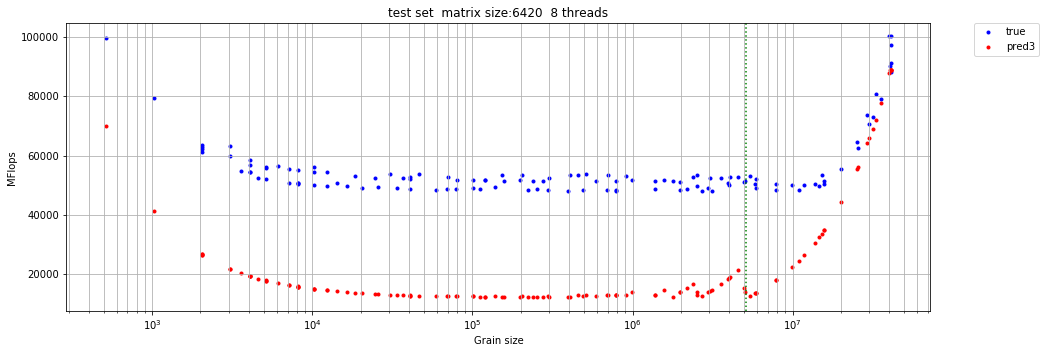 test set  matrix size:6420  8 threads
true
pred3
100000
80000
60000
40000
20000
MFlops
10³
10⁴
10⁵
10⁶
10⁷
Grain size